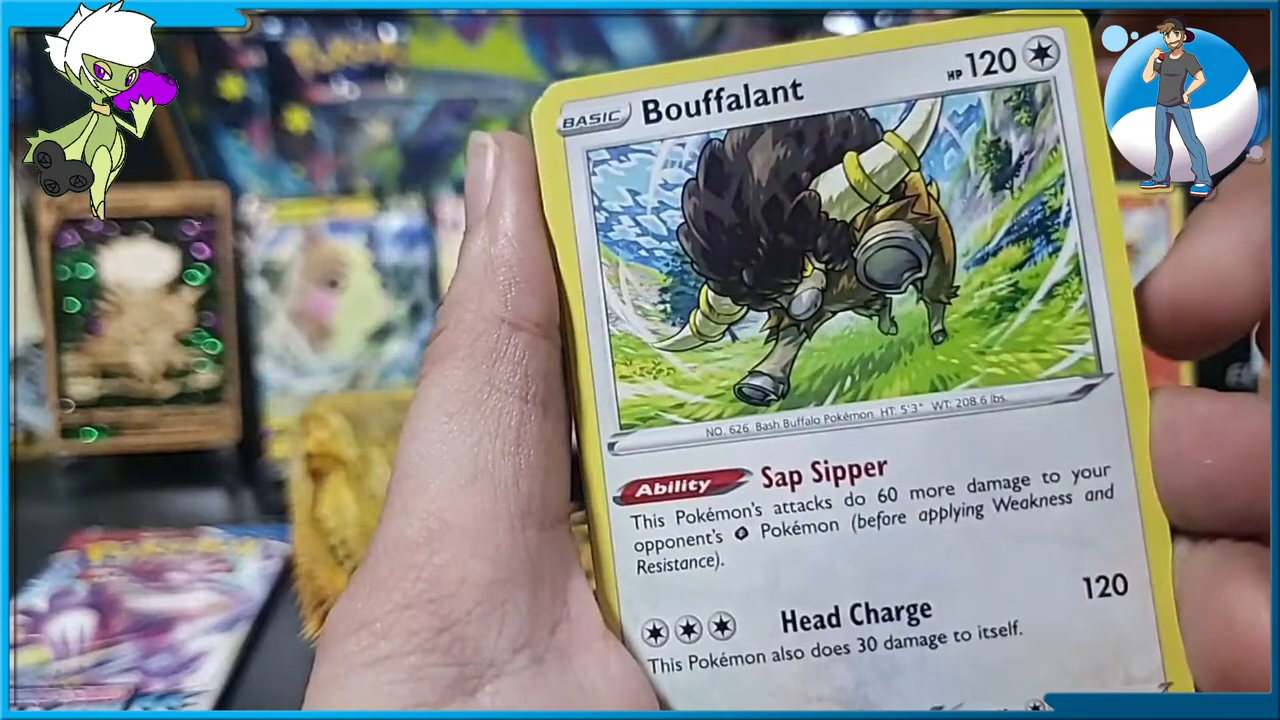 BASIC Bouffalant HP 120
NO. 626 Bash Buffalo Pokémon HT: 5'3" WT: 208.6 lbs.
Ability Sap Sipper
This Pokémon's attacks do 60 more damage to your
opponent's Pokémon (before applying Weakness and
Resistance).
Head Charge 120
This Pokémon also does 30 damage to itself.